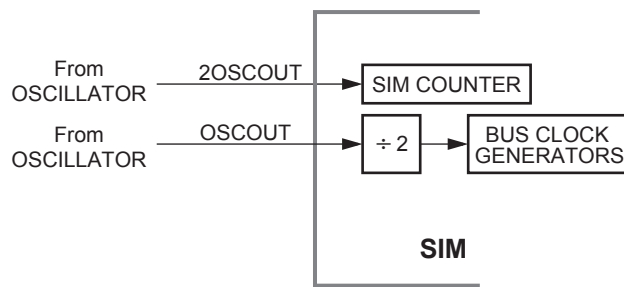 From
OSCILLATOR
2OSCOUT
SIM COUNTER
From
OSCILLATOR
OSCOUT
÷ 2
BUS CLOCK
GENERATORS
SIM